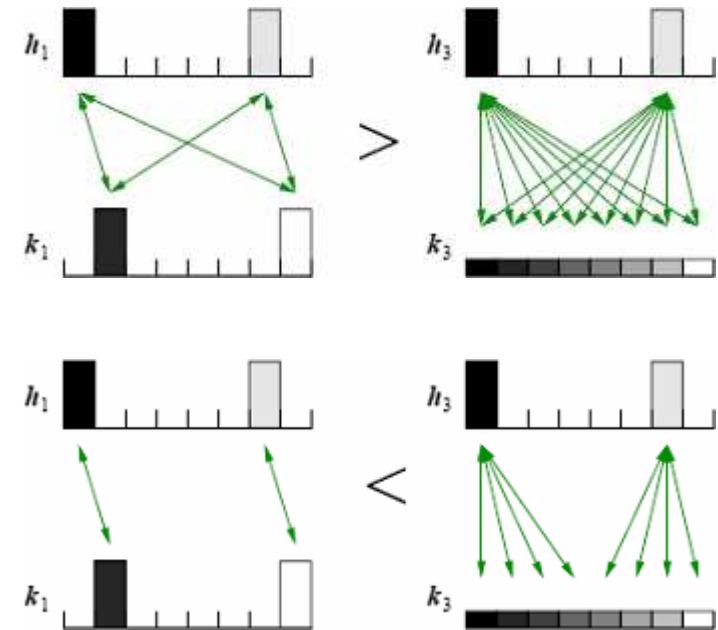 h₁ h₃
>
k₁ k₃
h₁ h₃
<
k₁ k₃